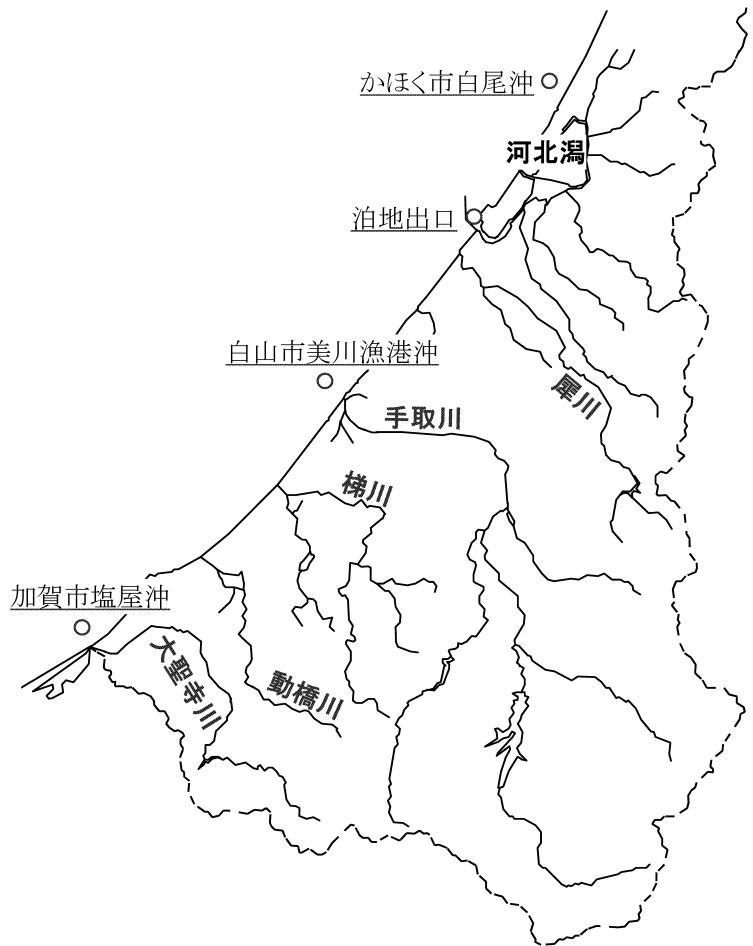 かほく市白尾沖
河北潟
泊地出口
白山市美川漁港沖
犀川
手取川
梯川
加賀市塩屋沖
大聖寺川
動橋川